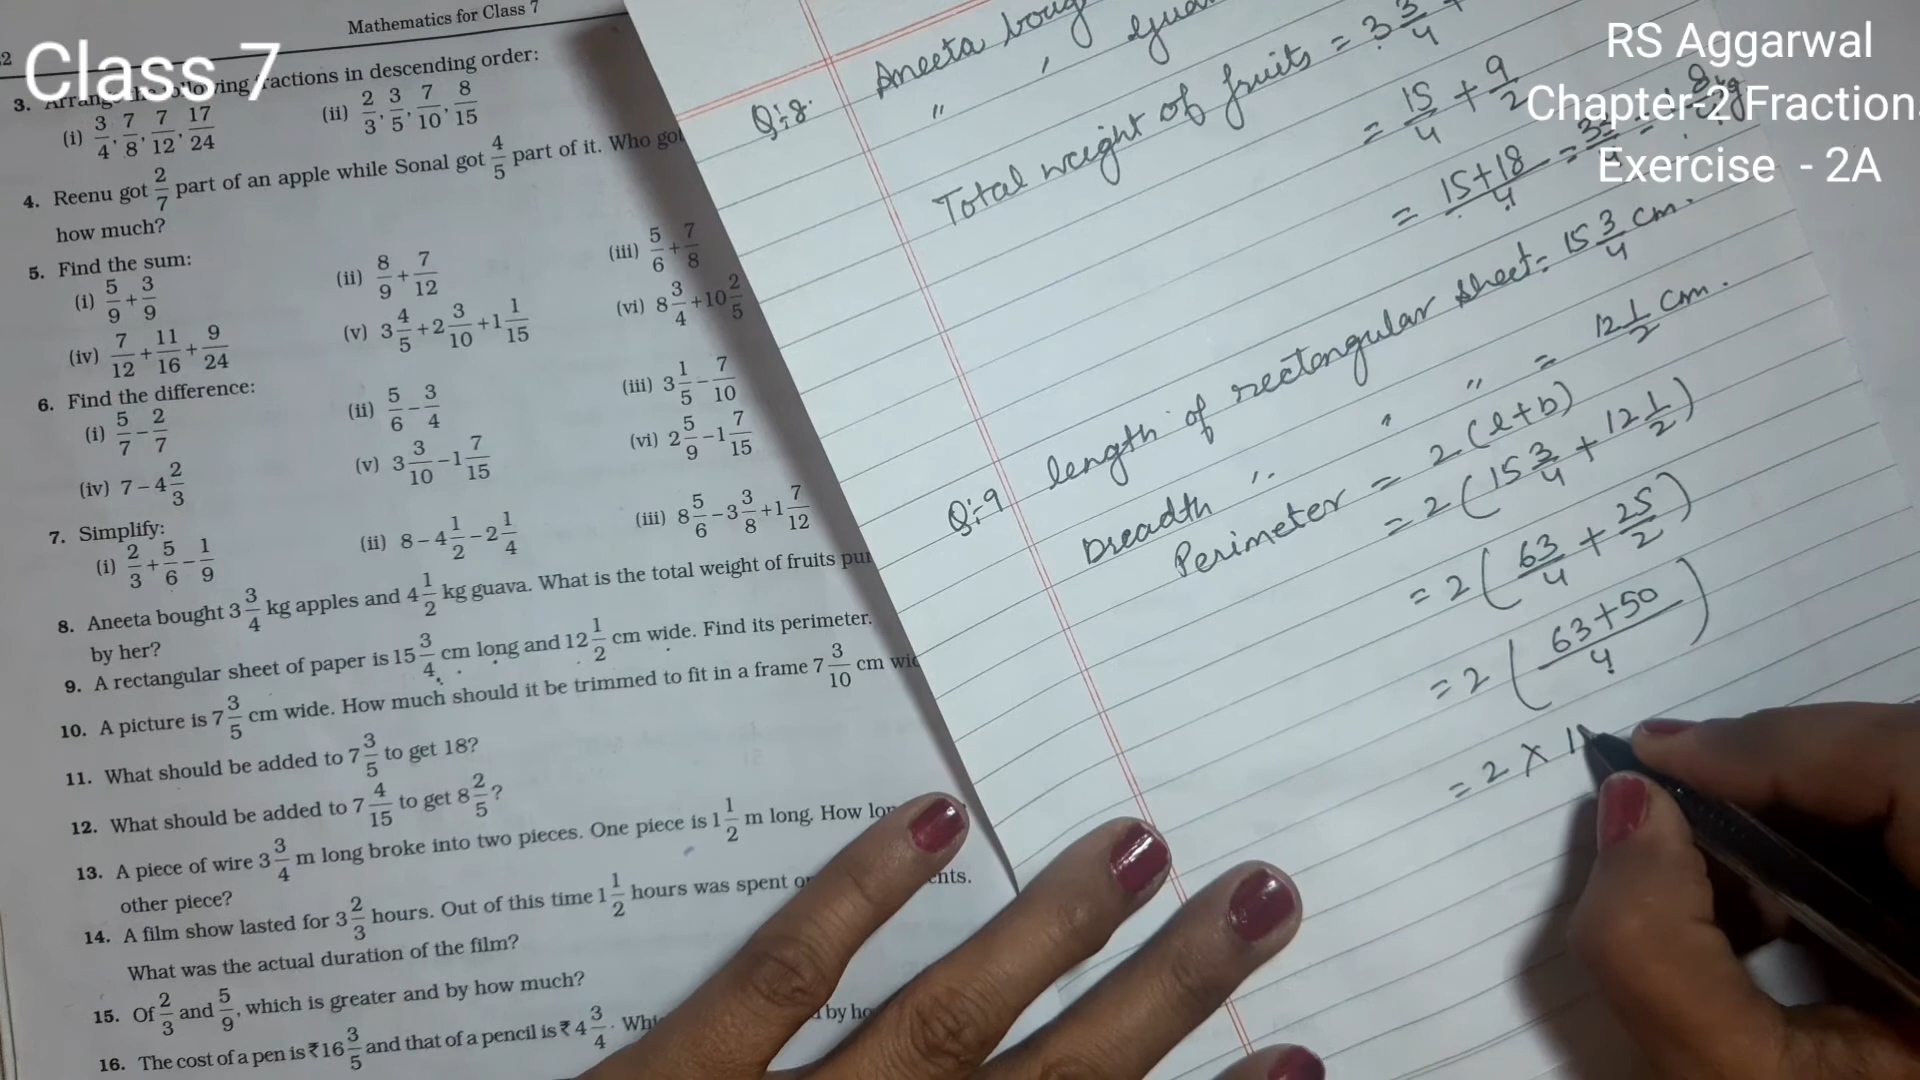 Class 7
RS Aggarwal
Chapter-2 Fraction
Exercise - 2A
Mathematics for Class 7
3. Arrange the following fractions in descending order:
(i) 3/4, 7/8, 7/12, 17/24 (ii) 2/3, 3/5, 7/10, 8/15
4. Reenu got 2/7 part of an apple while Sonal got 4/5 part of it. Who got
how much?
5. Find the sum:
(i) 5/9 + 3/9 (ii) 8/9 + 7/12 (iii) 5/6 + 7/8
(iv) 7/12 + 11/16 + 9/24 (v) 3 4/5 + 2 3/10 + 1 1/15 (vi) 8 3/4 + 10 2/5
6. Find the difference:
(i) 5/7 - 2/7 (ii) 5/6 - 3/4 (iii) 3 1/5 - 7/10
(iv) 7 - 4 2/3 (v) 3 3/10 - 1 7/15 (vi) 2 5/9 - 1 7/15
7. Simplify:
(i) 2/3 + 5/6 - 1/9 (ii) 8 - 4 1/2 - 2 1/4 (iii) 8 5/6 - 3 3/8 + 1 7/12
8. Aneeta bought 3 3/4 kg apples and 4 1/2 kg guava. What is the total weight of fruits
by her?
9. A rectangular sheet of paper is 15 3/4 cm long and 12 1/2 cm wide. Find its perimeter.
10. A picture is 7 3/5 cm wide. How much should it be trimmed to fit in a frame 7 3/10 cm
11. What should be added to 7 3/5 to get 18?
12. What should be added to 7 4/15 to get 8 2/5?
13. A piece of wire 3 3/4 m long broke into two pieces. One piece is 1 1/2 m long. How
other piece?
14. A film show lasted for 3 2/3 hours. Out of this time 1 1/2 hours was spent
What was the actual duration of the film?
15. Of 2/3 and 5/9, which is greater and by how much?
16. The cost of a pen is ₹16 3/5 and that of a pencil is ₹4 3/4. by
Q:8. Aneeta
Total weight of fruits = 3 3/4 +
= 15/4 + 9/2
= 15+18/4 = 33/4 =
Q:9 length of rectangular sheet = 15 3/4 cm.
Breadth " " " = 12 1/2 cm.
Perimeter = 2(l+b)
= 2(15 3/4 + 12 1/2)
= 2(63/4 + 25/2)
= 2(63+50/4)
= 2 ×